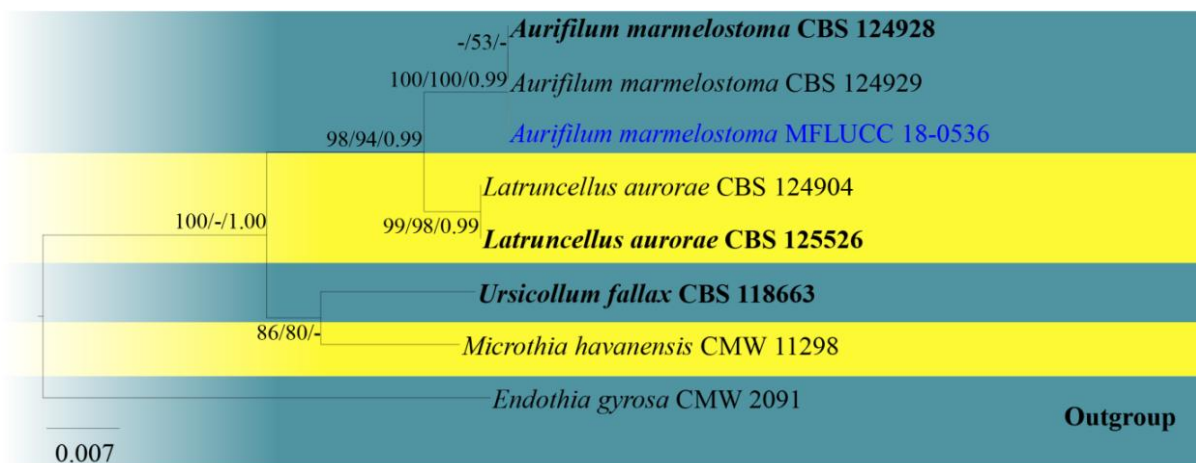 Aurifilum marmelostoma CBS 124928
-/53/-
100/100/0.99
Aurifilum marmelostoma CBS 124929
98/94/0.99
Aurifilum marmelostoma MFLUCC 18-0536
Latruncellus aurorae CBS 124904
100/-/1.00
99/98/0.99
Latruncellus aurorae CBS 125526
Ursicollum fallax CBS 118663
86/80/-
Microthia havanensis CMW 11298
Endothia gyrosa CMW 2091
Outgroup
0.007